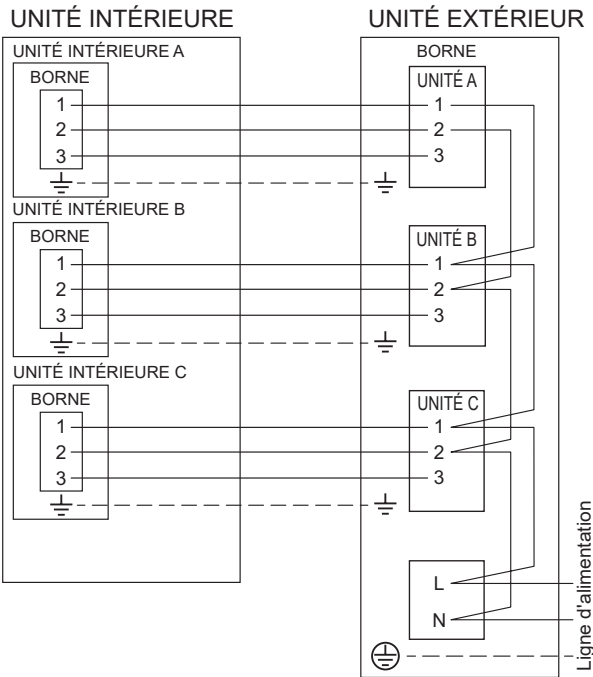 UNITÉ INTÉRIEURE
UNITÉ EXTÉRIEUR
UNITÉ INTÉRIEURE A
BORNE
1
2
3
BORNE
UNITÉ A
1
2
3
UNITÉ INTÉRIEURE B
BORNE
1
2
3
UNITÉ B
1
2
3
UNITÉ INTÉRIEURE C
BORNE
1
2
3
UNITÉ C
1
2
3
L
N
Ligne d'alimentation